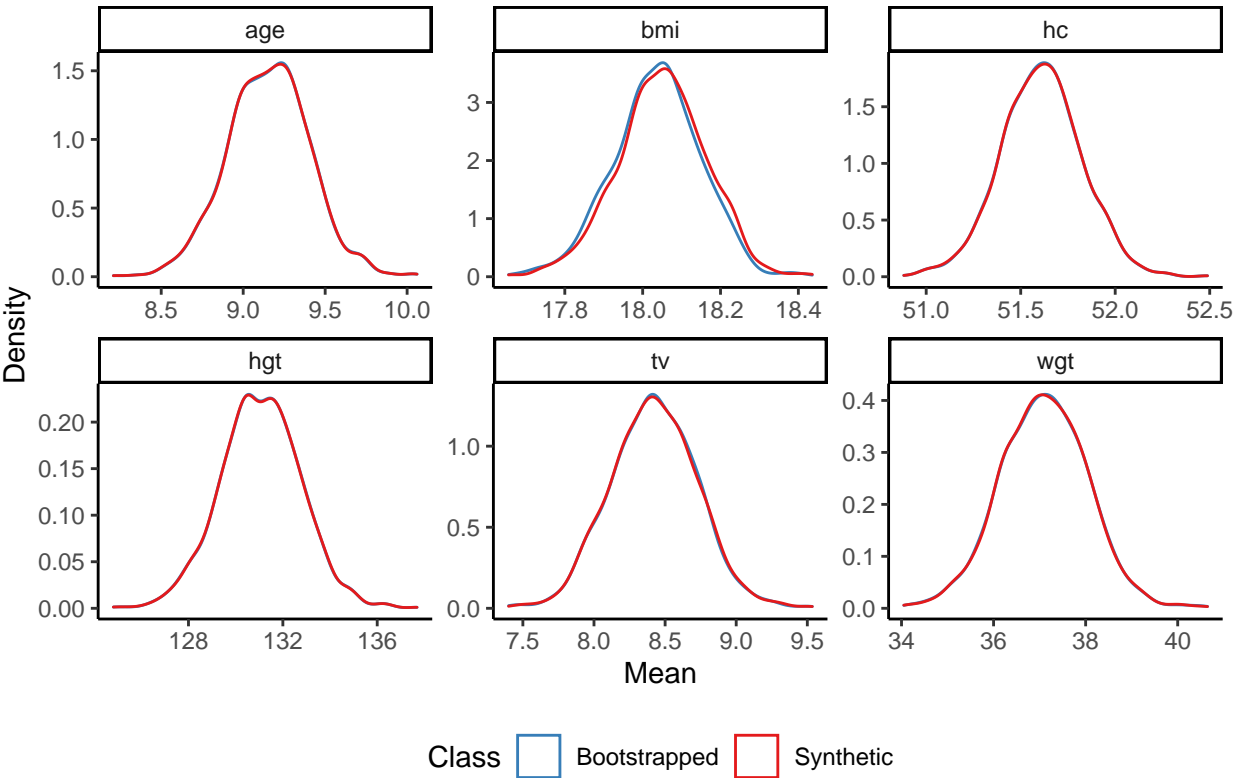 age bmi hc
1.5
1.0
0.5
0.0
3
2
1
0
1.5
1.0
0.5
0.0
8.5 9.0 9.5 10.0
17.8 18.0 18.2 18.4
51.0 51.5 52.0 52.5
Density
hgt tv wgt
0.20
0.15
0.10
0.05
0.00
1.0
0.5
0.0
0.4
0.3
0.2
0.1
0.0
128 132 136
7.5 8.0 8.5 9.0 9.5
34 36 38 40
Mean
Class Bootstrapped Synthetic